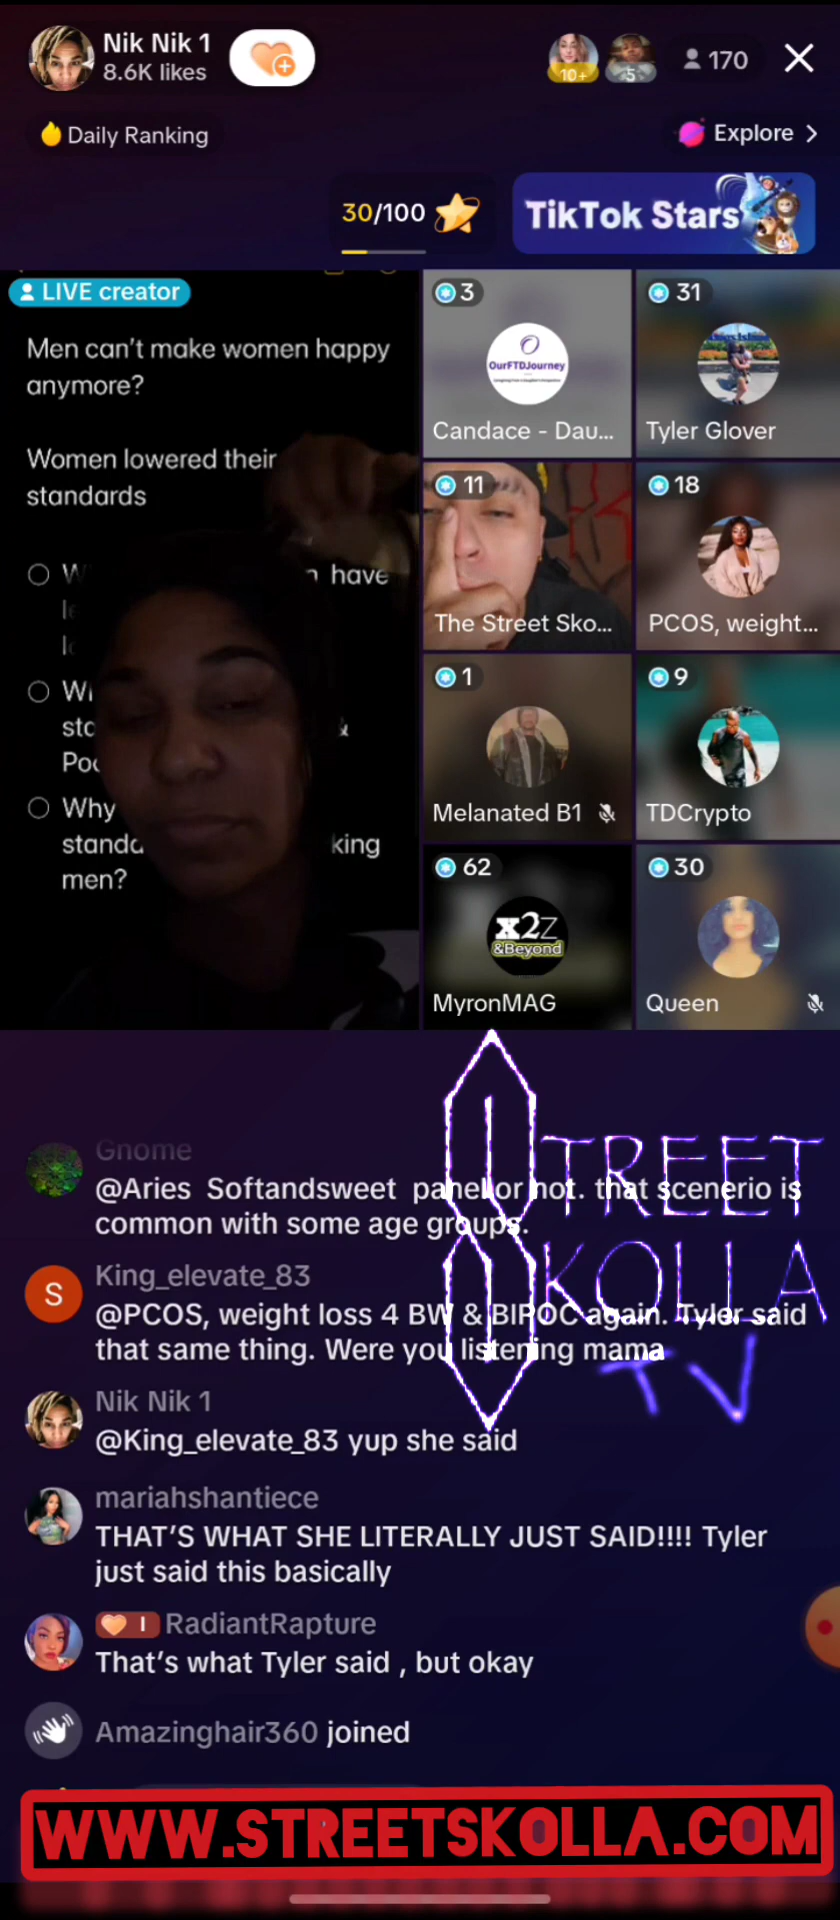 Nik Nik 1
8.6K likes
10+
5
170
Daily Ranking
Explore
30/100
TikTok Stars
LIVE creator
Men can't make women happy
anymore?
Women lowered their
standards
have
Why
king
men?
3
OurFTDJourney
Candace - Dau...
31
Tyler Glover
11
The Street Sko...
18
PCOS, weight...
1
Melanated B1
9
TDCrypto
62
x2z
&Beyond
MyronMAG
30
Queen
STREET
SKOLLA
TV
Gnome
@Aries Softandsweet panel or not. that scenerio is
common with some age groups.
King_elevate_83
S
@PCOS, weight loss 4 BW & BIPOC again. Tyler said
that same thing. Were you listening mama
Nik Nik 1
@King_elevate_83 yup she said
mariahshantiece
THAT'S WHAT SHE LITERALLY JUST SAID!!!! Tyler
just said this basically
I RadiantRapture
That's what Tyler said , but okay
Amazinghair360 joined
WWW.STREETSKOLLA.COM